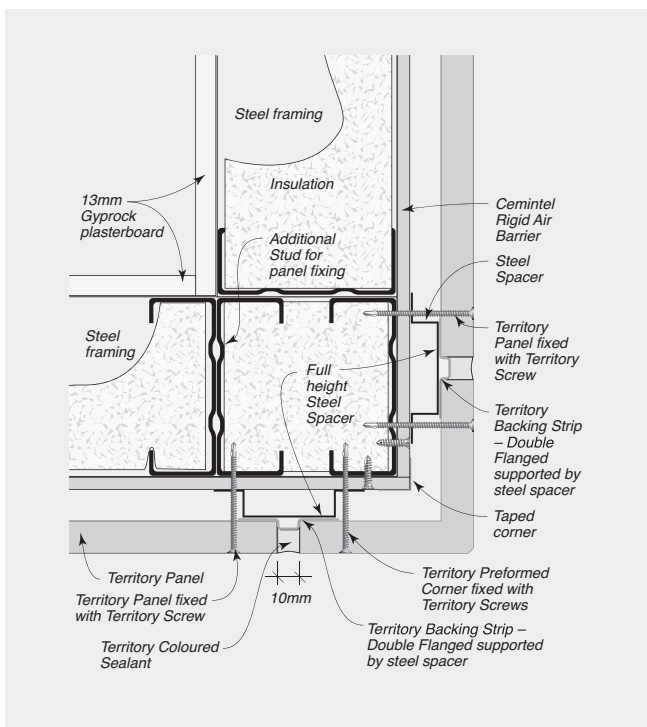 Steel framing
Insulation
13mm
Gyprock
plasterboard
Additional
Stud for
panel fixing
Cemintel
Rigid Air
Barrier
Steel
Spacer
Steel
framing
Full
height
Steel
Spacer
Territory
Panel fixed
with Territory
Screw
Territory
Backing Strip
– Double
Flanged
supported by
steel spacer
Taped
corner
Territory Panel
Territory Panel fixed
with Territory Screw
10mm
Territory Preformed
Corner fixed with
Territory Screws
Territory Coloured
Sealant
Territory Backing Strip –
Double Flanged supported
by steel spacer